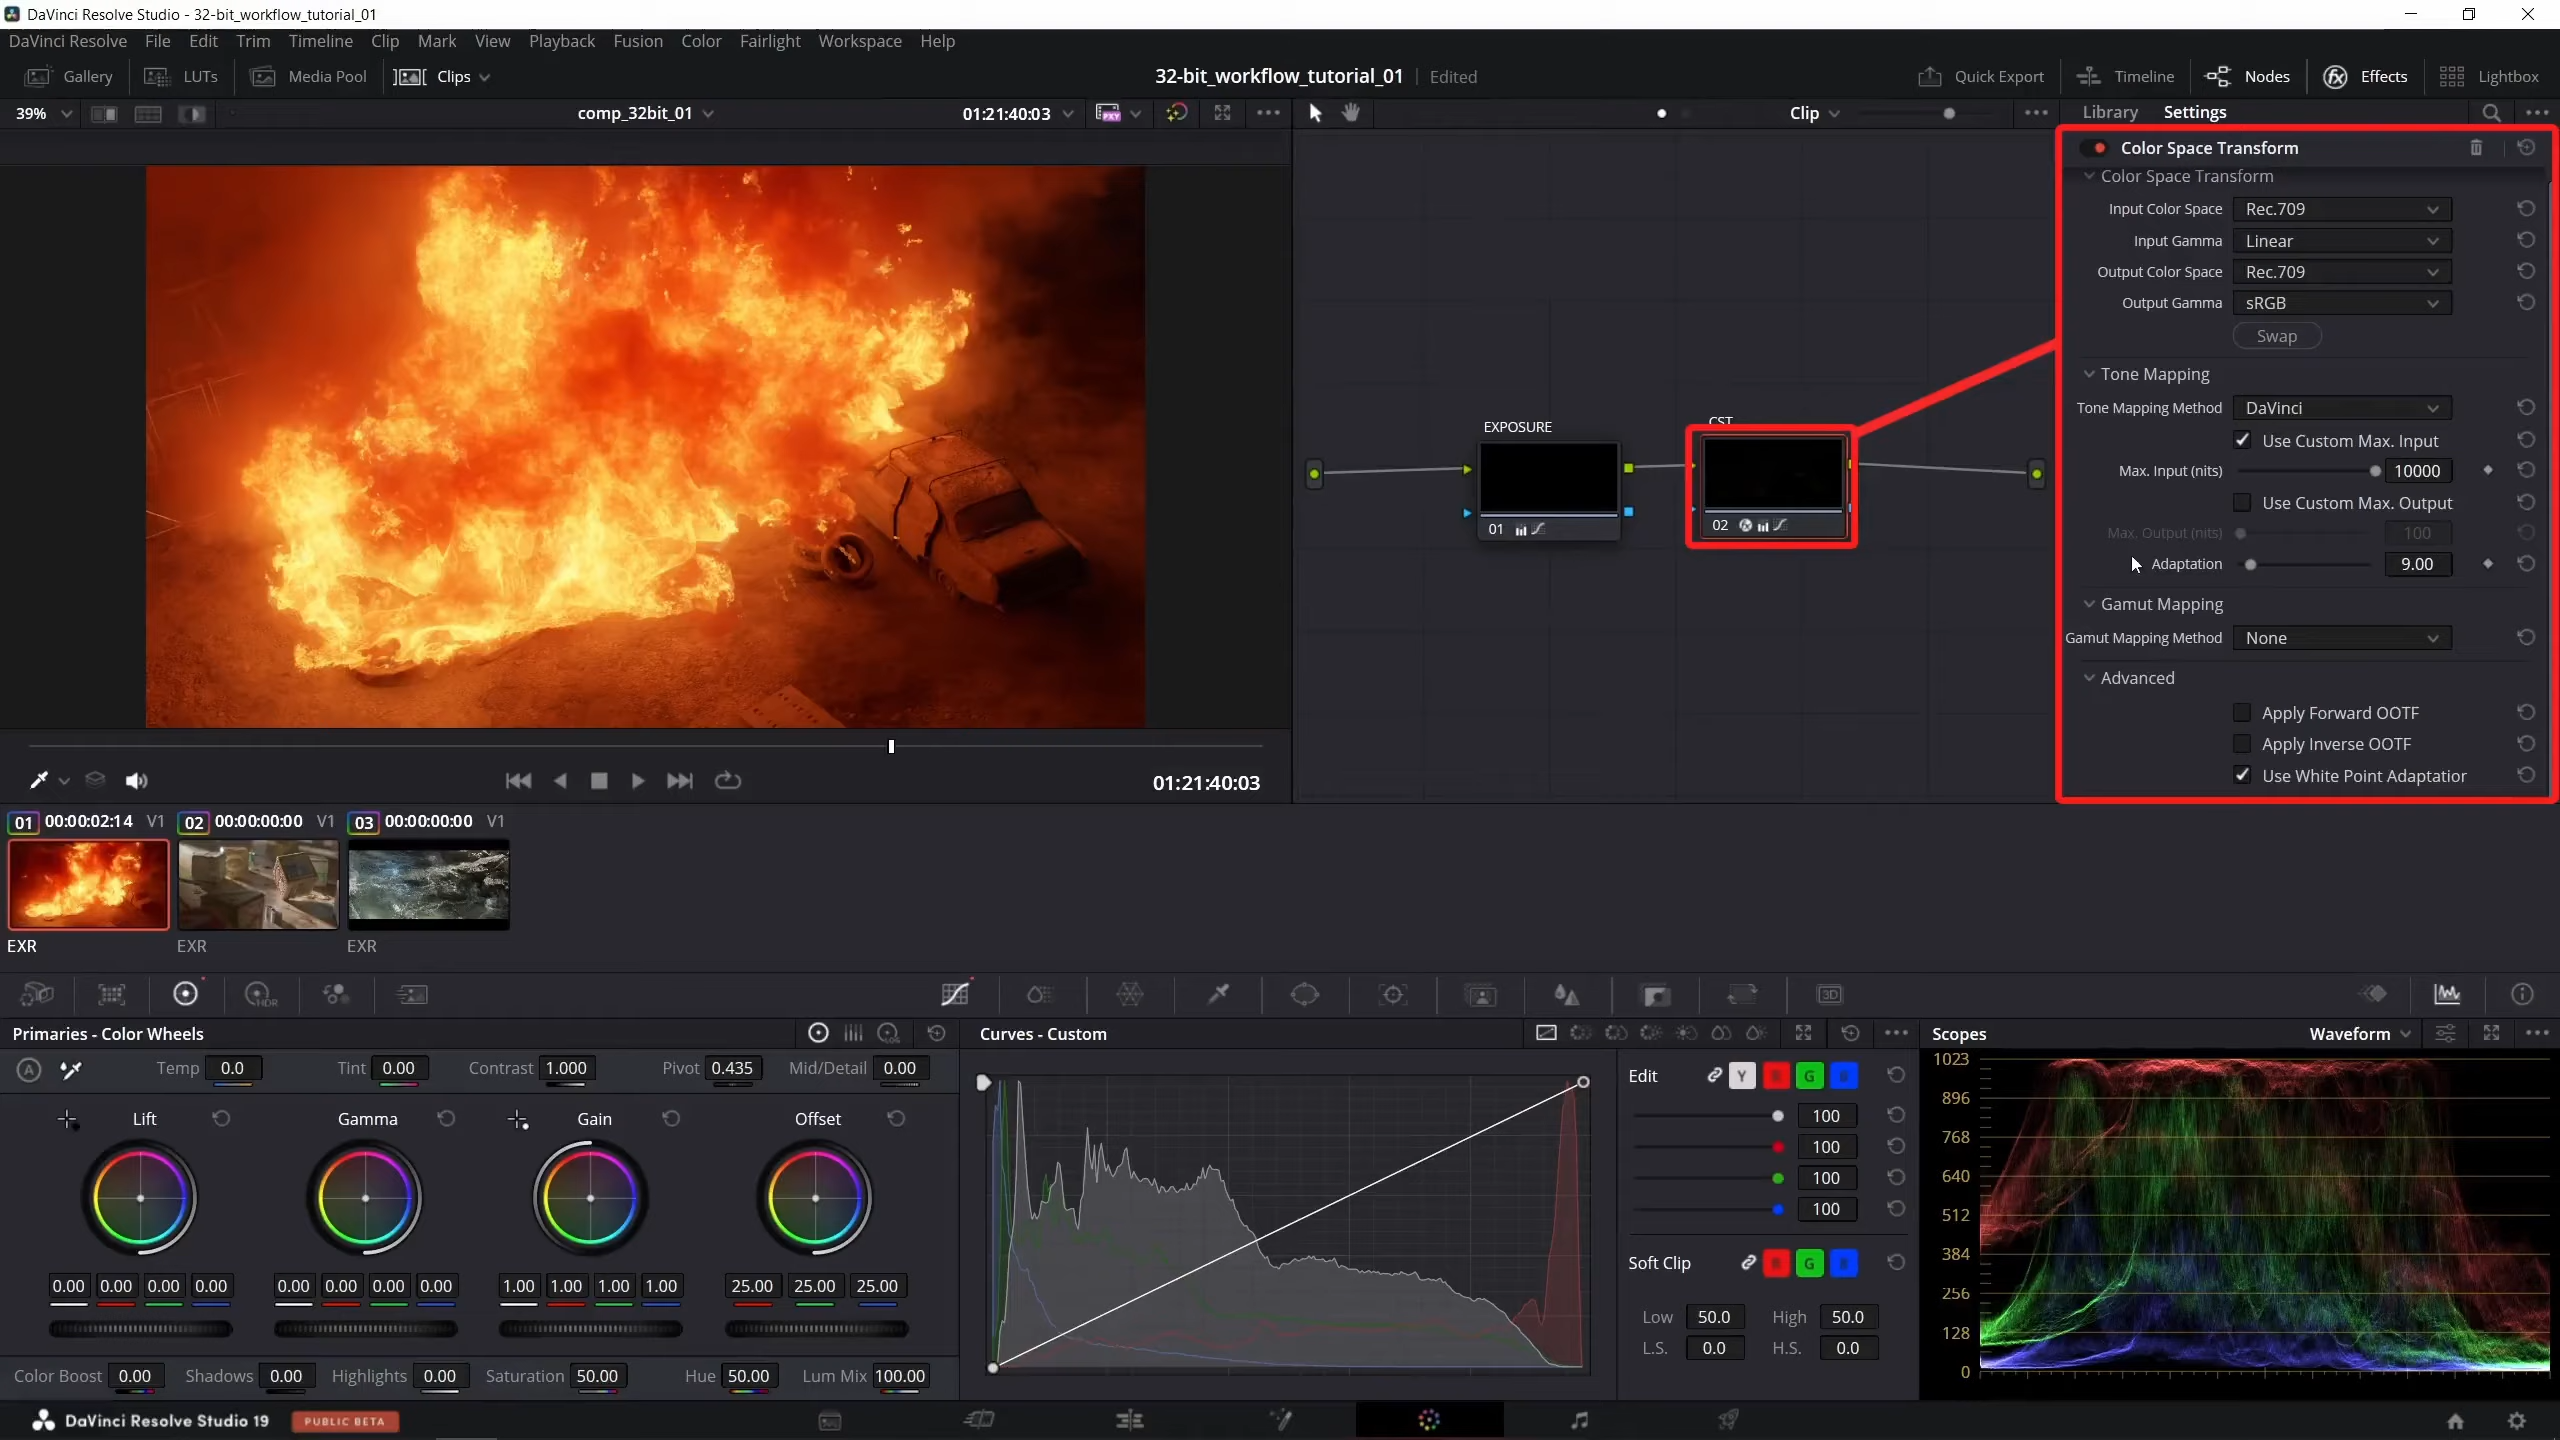 DaVinci Resolve Studio - 32-bit_workflow_tutorial_01
DaVinci Resolve File Edit Trim Timeline Clip Mark View Playback Fusion Color Fairlight Workspace Help
Gallery LUTs Media Pool Clips 32-bit_workflow_tutorial_01 Edited Quick Export Timeline Nodes Effects Lightbox
39% comp_32bit_01 01:21:40:03 PXY Clip Library Settings
Color Space Transform
Color Space Transform
Input Color Space Rec.709
Input Gamma Linear
Output Color Space Rec.709
Output Gamma sRGB
Swap
Tone Mapping
Tone Mapping Method DaVinci
Use Custom Max. Input
Max. Input (nits) 10000
Use Custom Max. Output
Max. Output (nits) 100
Adaptation 9.00
Gamut Mapping
Gamut Mapping Method None
Advanced
Apply Forward OOTF
Apply Inverse OOTF
Use White Point Adaptation
EXPOSURE
01
CST
02
01:21:40:03
01 00:00:02:14 V1 02 00:00:00:00 V1 03 00:00:00:00 V1
EXR EXR EXR
HDR 3D
Primaries - Color Wheels
A Temp 0.0 Tint 0.00 Contrast 1.000 Pivot 0.435 Mid/Detail 0.00
Lift Gamma Gain Offset
0.00 0.00 0.00 0.00 0.00 0.00 0.00 0.00 1.00 1.00 1.00 1.00 25.00 25.00 25.00
Color Boost 0.00 Shadows 0.00 Highlights 0.00 Saturation 50.00 Hue 50.00 Lum Mix 100.00
Curves - Custom
Edit Y G
100
100
100
100
Soft Clip G
Low 50.0 High 50.0
L.S. 0.0 H.S. 0.0
Scopes Waveform
1023
896
768
640
512
384
256
128
0
DaVinci Resolve Studio 19 PUBLIC BETA